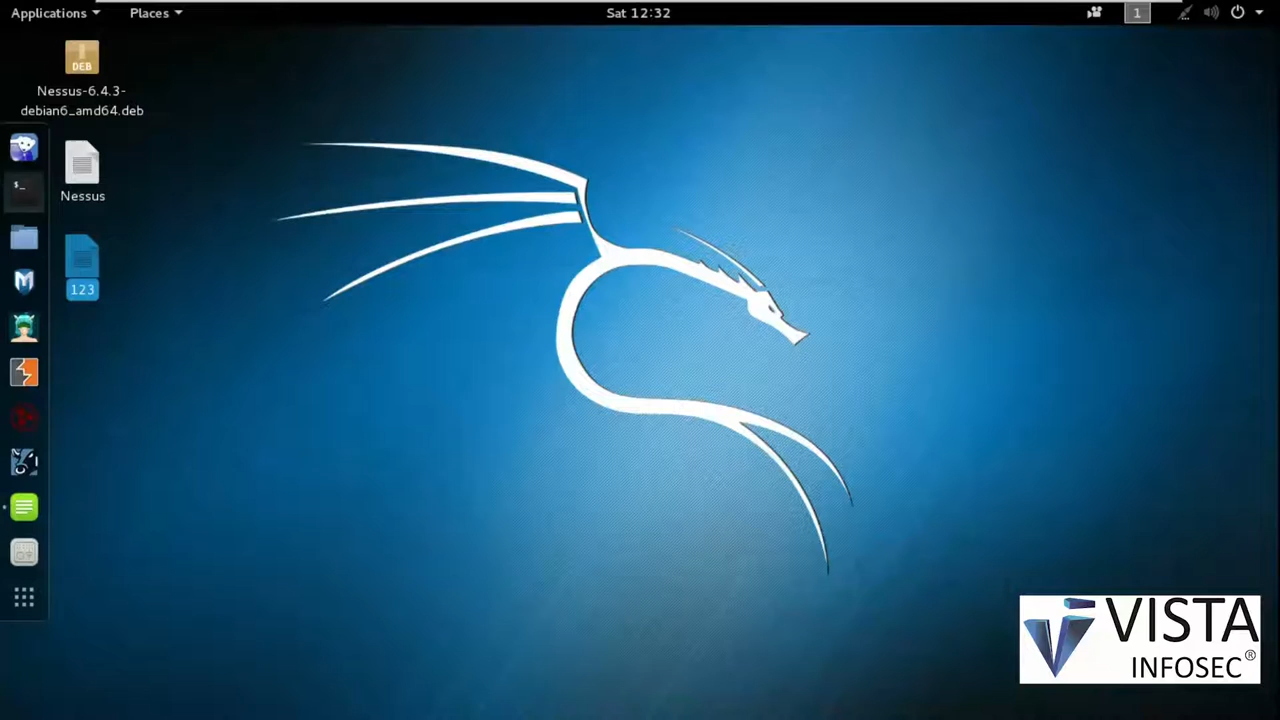 Applications
Places
Sat 12:32
1
DEB
Nessus-6.4.3-
debian6_amd64.deb
$_
Nessus
123
VISTA
INFOSEC®